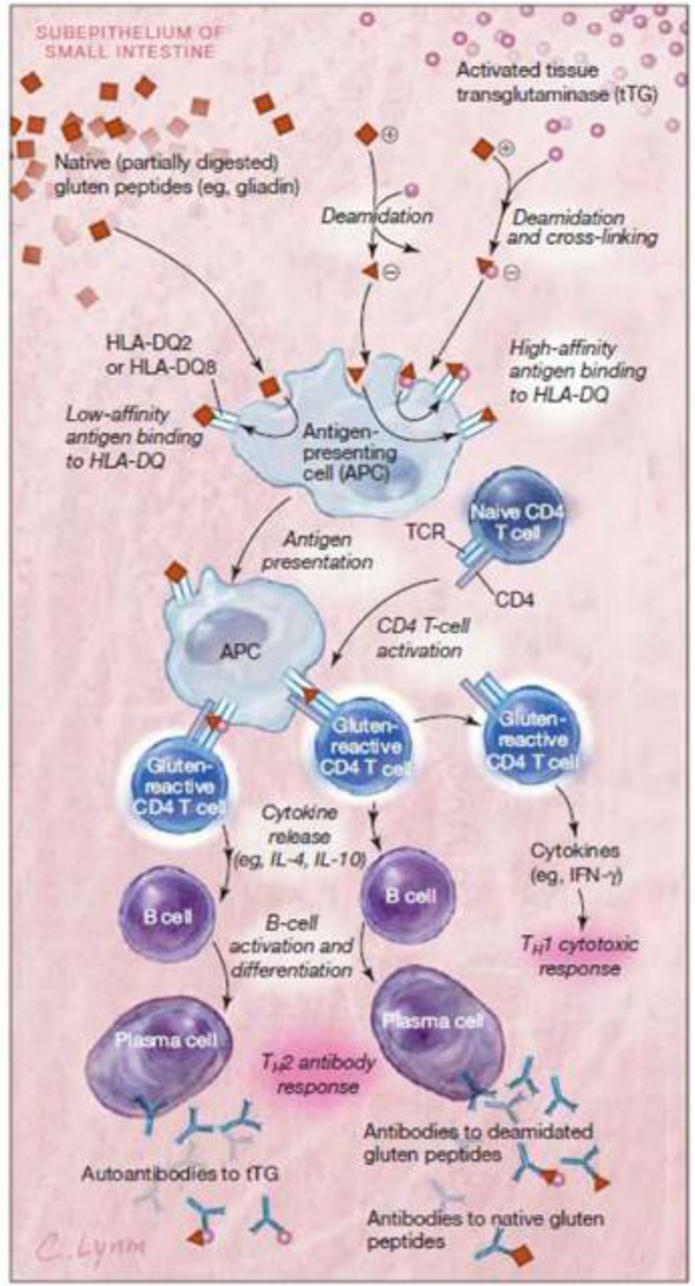 SUBEPITHELIUM OF
SMALL INTESTINE
Activated tissue
transglutaminase (tTG)
Native (partially digested)
gluten peptides (eg, gliadin)
Deamidation
Deamidation
and cross-linking
HLA-DQ2
or HLA-DQ8
Low-affinity
antigen binding
to HLA-DQ
High-affinity
antigen binding
to HLA-DQ
Antigen-
presenting
cell (APC)
Naive CD4
T cell
TCR
CD4
Antigen
presentation
CD4 T-cell
activation
APC
Gluten-
reactive
CD4 T cell
Gluten-
reactive
CD4 T cell
Gluten-
reactive
CD4 T cell
Cytokine
release
(eg, IL-4, IL-10)
Cytokines
(eg, IFN-γ)
B cell
B cell
B-cell
activation and
differentiation
TH1 cytotoxic
response
Plasma cell
Plasma cell
TH2 antibody
response
Antibodies to deamidated
gluten peptides
Autoantibodies to tTG
Antibodies to native gluten
peptides
C. Lynm